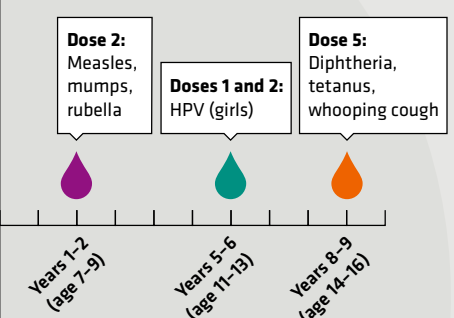 Dose 2:
Measles,
mumps,
rubella
Doses 1 and 2:
HPV (girls)
Dose 5:
Diphtheria,
tetanus,
whooping cough
Years 1–2
(age 7–9)
Years 5–6
(age 11–13)
Years 8–9
(age 14–16)